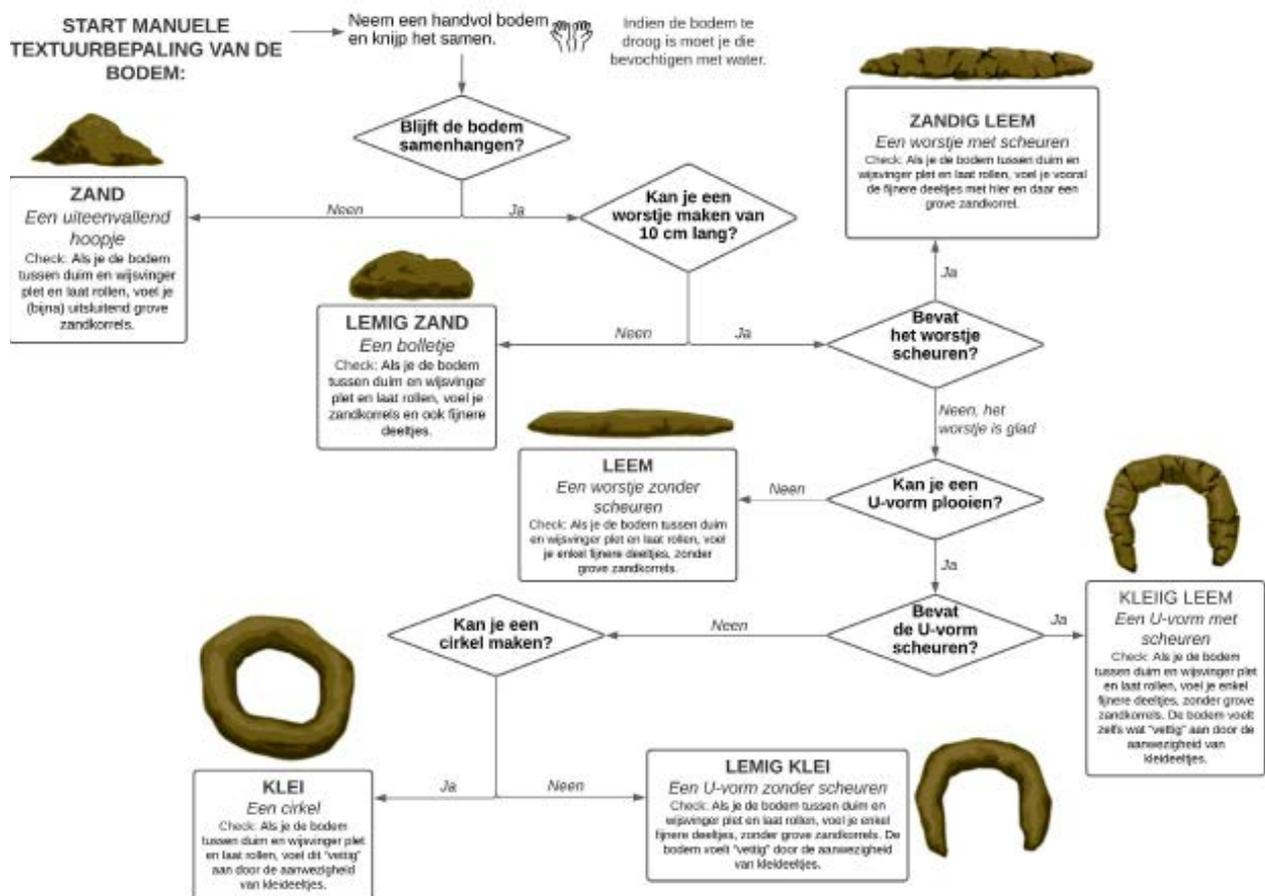 START MANUELE
TEXTUURBEPALING VAN DE
BODEM:
Neem een handvol bodem
en knijp het samen.
Indien de bodem te
droog is moet je die
bevochtigen met water.
Blijft de bodem
samenhangen?
Neen
Ja
ZAND
Een uiteenvallend
hoopje
Check: Als je de bodem
tussen duim en wijsvinger
plet en laat rollen, voel je
(bijna) uitsluitend grove
zandkorrels.
Kan je een
worstje maken van
10 cm lang?
Neen
Ja
LEMIG ZAND
Een bolletje
Check: Als je de bodem
tussen duim en wijsvinger
plet en laat rollen, voel je
zandkorrels en ook fijnere
deeltjes.
Bevat
het worstje
scheuren?
Ja
ZANDIG LEEM
Een worstje met scheuren
Check: Als je de bodem tussen duim en
wijsvinger plet en laat rollen, voel je vooral
de fijnere deeltjes met hier en daar een
grove zandkorrel.
Neen, het
worstje is glad
Kan je een
U-vorm plooien?
Neen
LEEM
Een worstje zonder
scheuren
Check: Als je de bodem tussen duim
en wijsvinger plet en laat rollen, voel
je enkel fijnere deeltjes, zonder
grove zandkorrels.
Ja
Bevat
de U-vorm
scheuren?
Ja
KLEIIG LEEM
Een U-vorm met
scheuren
Check: Als je de bodem
tussen duim en wijsvinger plet
en laat rollen, voel je enkel
fijnere deeltjes, zonder grove
zandkorrels. De bodem voelt
zelfs wat "vettig" aan door de
aanwezigheid van
kleideeltjes.
Neen
Kan je een
cirkel maken?
Ja
Neen
KLEI
Een cirkel
Check: Als je de bodem
tussen duim en wijsvinger plet
en laat rollen, voel dit "vettig"
aan door de aanwezigheid
van kleideeltjes.
LEMIG KLEI
Een U-vorm zonder scheuren
Check: Als je de bodem tussen duim en
wijsvinger plet en laat rollen, voel je enkel
fijnere deeltjes, zonder grove zandkorrels. De
bodem voelt "vettig" door de aanwezigheid
van kleideeltjes.